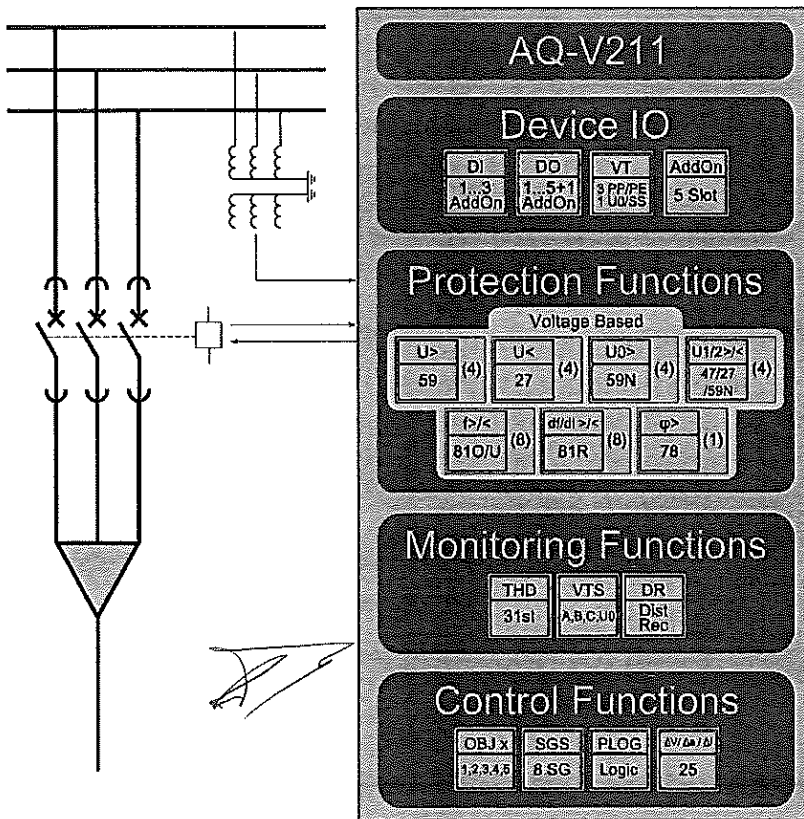 AQ-V211
Device IO
DI DO VT AddOn
1...3 AddOn
1...5+1 AddOn
3 PP/PE
1 U0/SS
5 Slot
Protection Functions
Voltage Based
U> U< U0> U1/2>/<
59 (4) 27 (4) 59N (4) 47/27 /59N (4)
f>/< df/dt >/< φ>
81O/U (8) 81R (8) 78 (1)
Monitoring Functions
THD VTS DR
31st A,B,C,U0 Dist Rec
Control Functions
OBJ x SGS PLOG ΔV/Δa/Δf
1,2,3,4,5 8 SG Logic 25